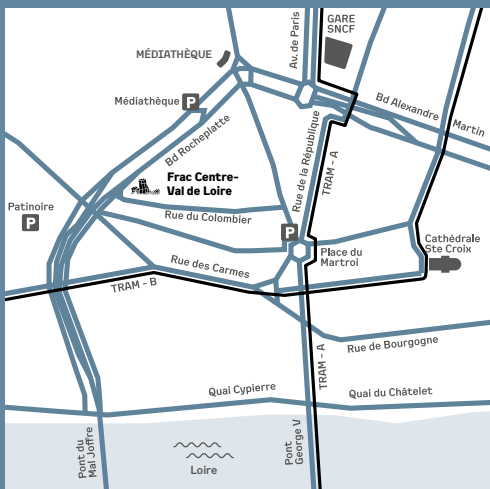 GARE
SNCF
Av. de Paris
MÉDIATHÈQUE
Médiathèque P
Bd Alexandre Martin
Bd Rocheplatte
Rue de la République
TRAM - A
Frac Centre-
Val de Loire
Patinoire
P
Rue du Colombier
P
Place du
Martroi
Cathédrale
Ste Croix
Rue des Carmes
TRAM - B
Rue de Bourgogne
TRAM - A
Quai Cypierre
Quai du Châtelet
Pont du
Mal Joffre
Pont
George V
Loire